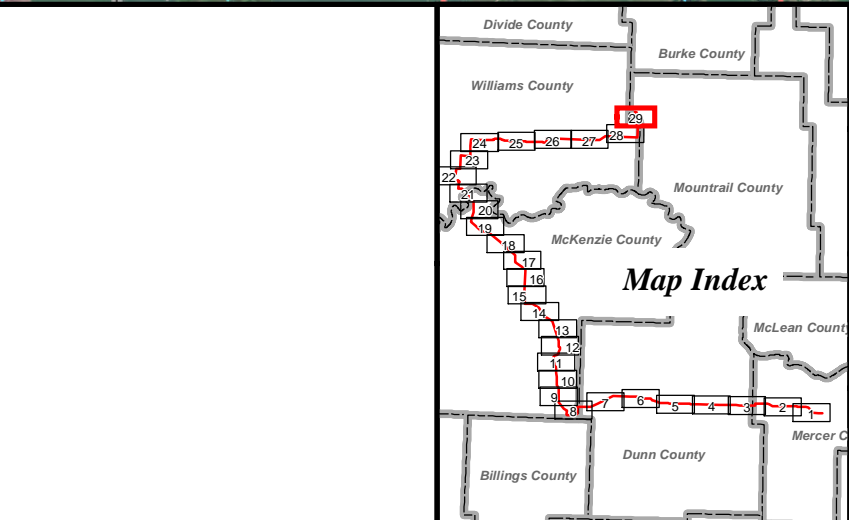 Divide County
Burke County
Williams County
29
28
24
25
26
27
23
22
21
20
19
Mountrail County
McKenzie County
18
17
16
15
14
13
12
11
10
9
8
Map Index
McLean County
7
6
5
4
3
2
1
Mercer C
Dunn County
Billings County